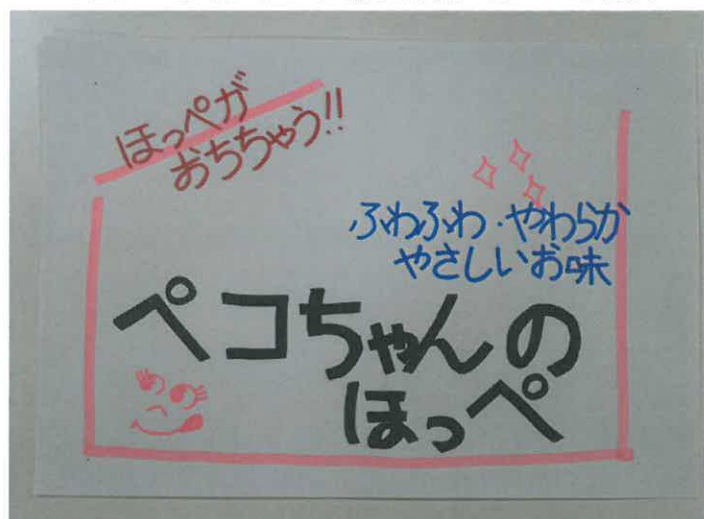 ほっぺが
おちちゃう!!
ふわふわ・やわらか
やさしいお味
ペコちゃんの
ほっぺ